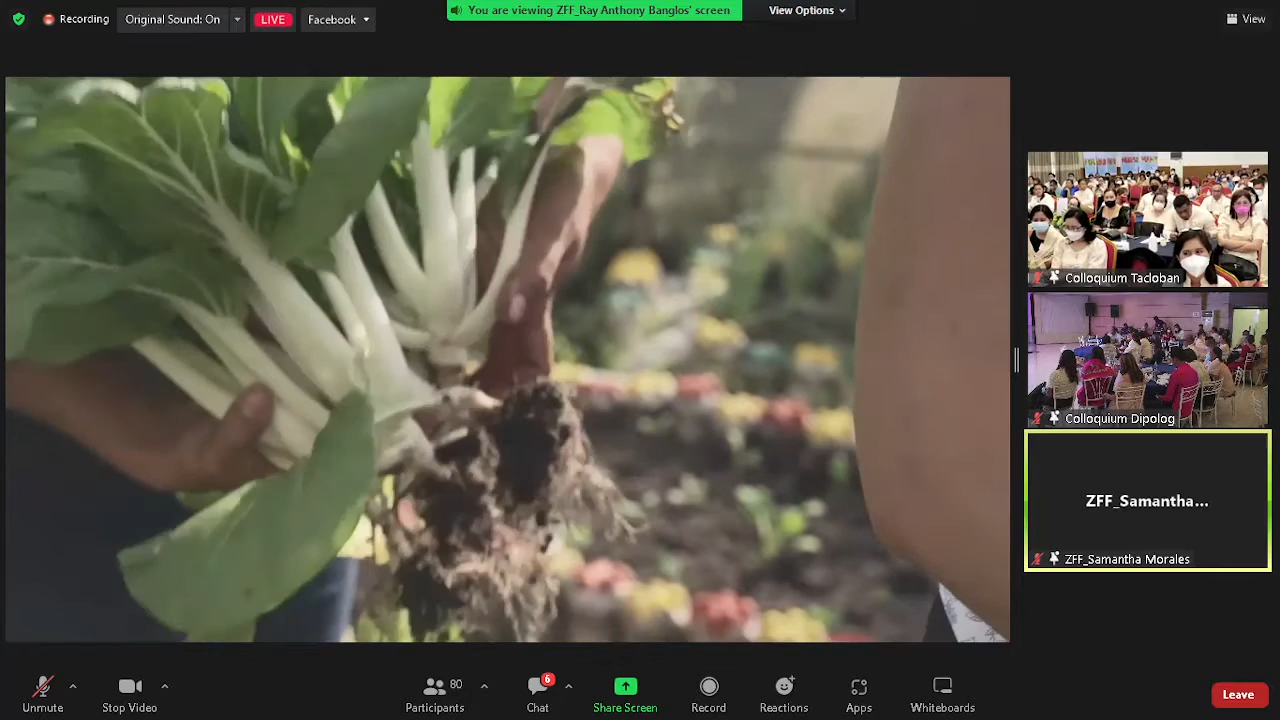 Recording
Original Sound: On
LIVE
Facebook
You are viewing ZFF_Ray Anthony Banglos' screen
View Options
View
Colloquium Tacloban
Colloquium Dipolog
ZFF_Samantha...
ZFF_Samantha Morales
Unmute
Stop Video
Participants
80
Chat
6
Share Screen
Record
Reactions
Apps
Whiteboards
Leave